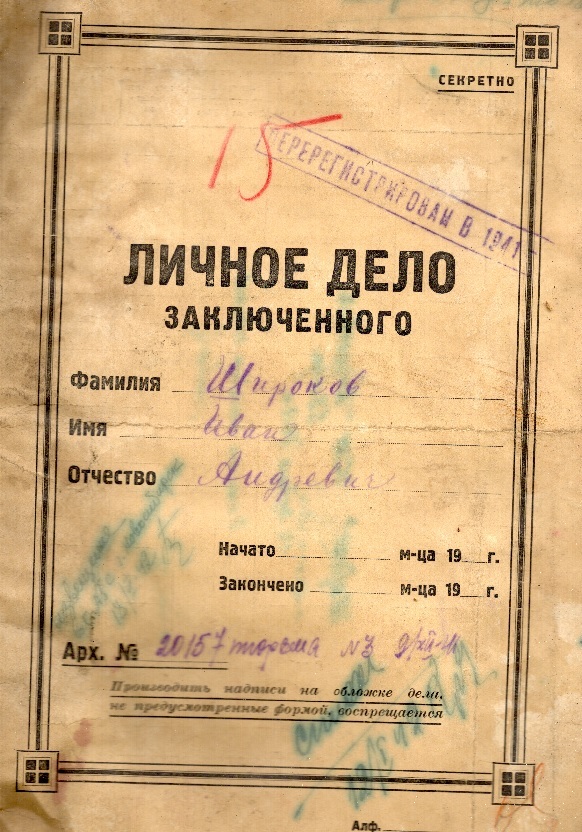 СЕКРЕТНО
15
ПЕРЕРЕГИСТРИРОВАН В 1941
ЛИЧНОЕ ДЕЛО
ЗАКЛЮЧЕННОГО
Фамилия Широков
Имя Иван
Отчество Андревич
Начато м-ца 19 г.
Закончено м-ца 19 г.
Арх. № 20157 тюрьма №3
Производить надписи на обложке дела,
не предусмотренные формой, воспрещается
Алф.